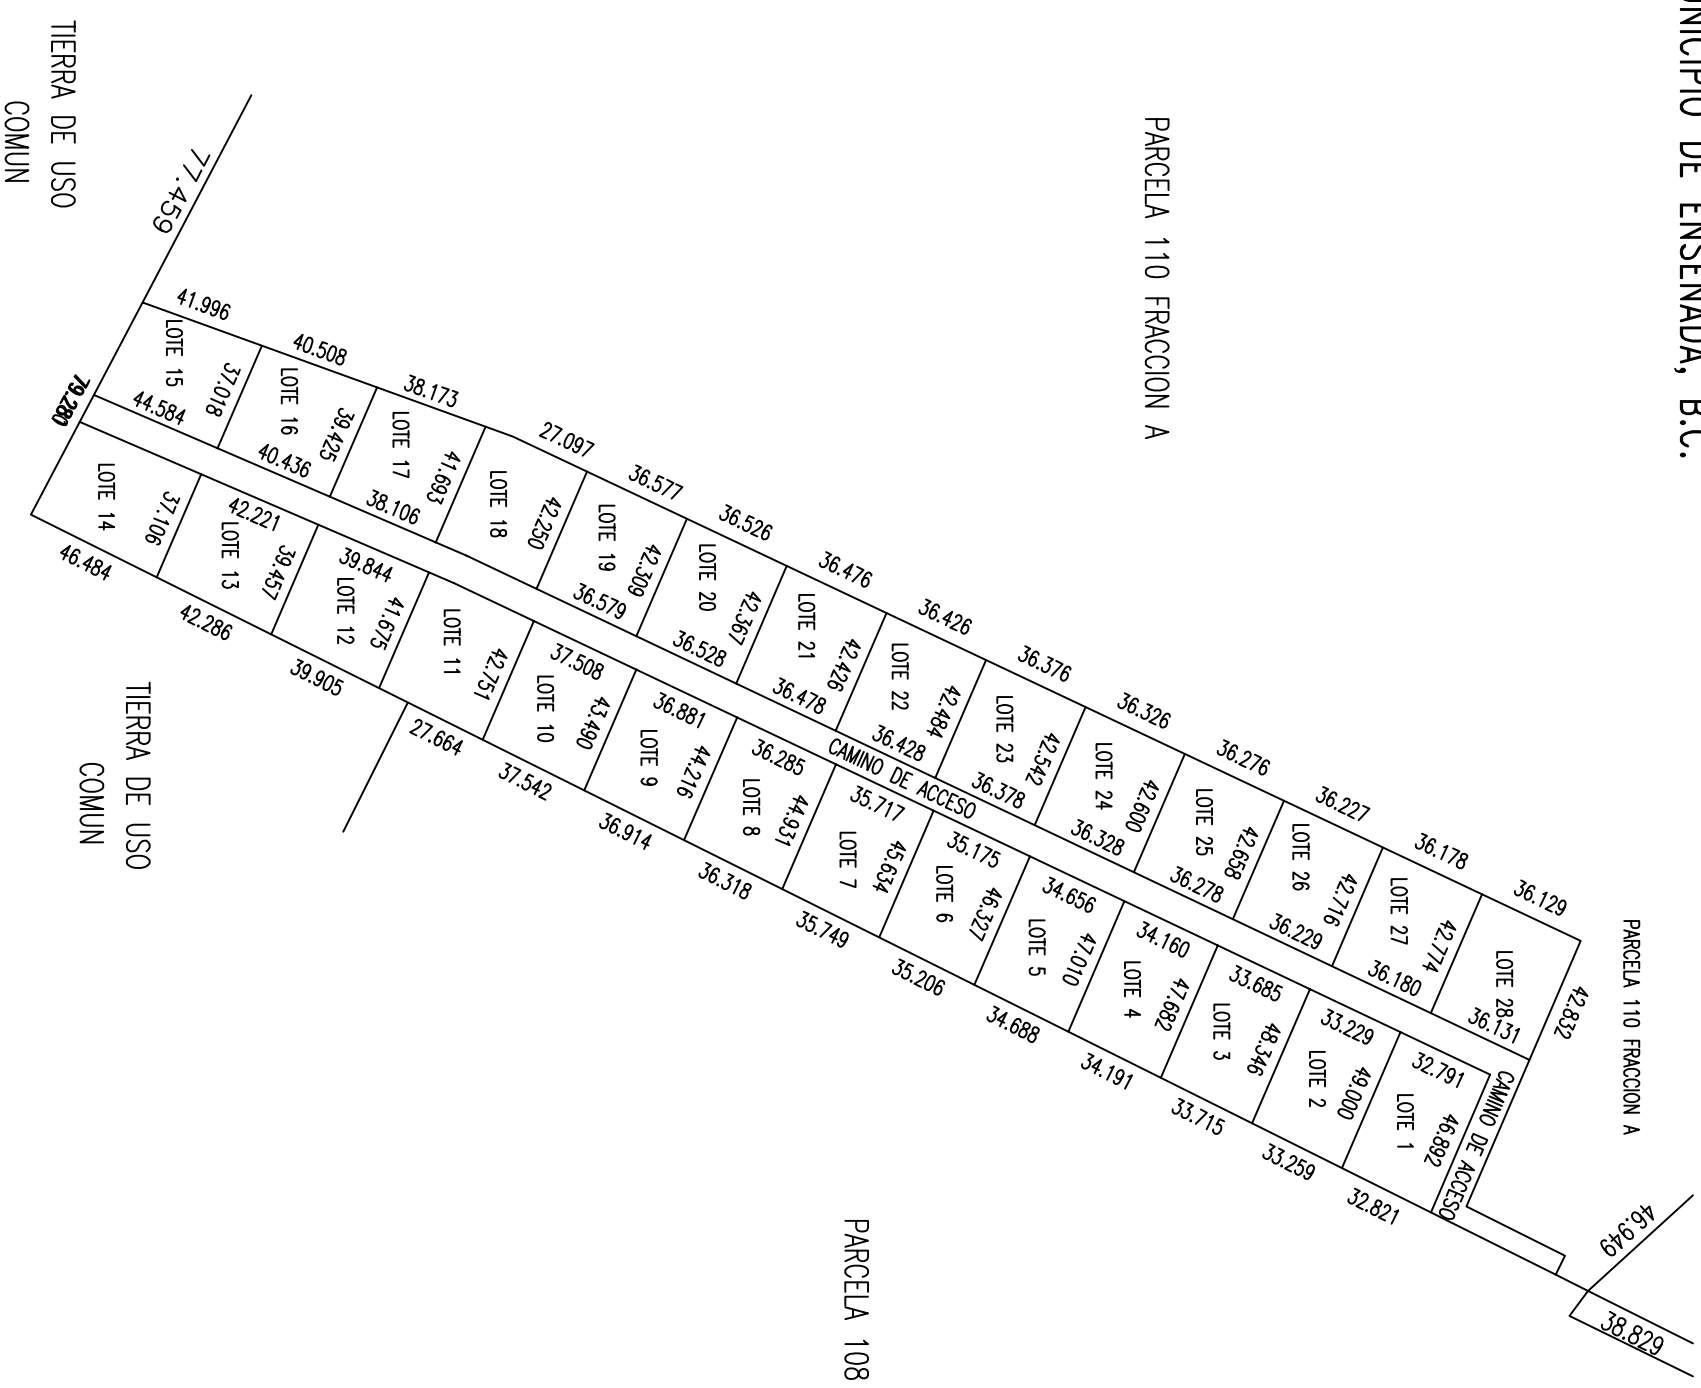 UNICIPIO DE ENSENADA, B.C.
PARCELA 110 FRACCION A
PARCELA 110 FRACCION A
TIERRA DE USO
COMUN
TIERRA DE USO
COMUN
PARCELA 108
77.459
79.280
46.949
38.829
CAMINO DE ACCESO
CAMINO DE ACCESO
41.996
LOTE 15
37.018
44.584
40.508
LOTE 16
39.425
40.436
38.173
LOTE 17
41.693
38.106
LOTE 18
42.250
27.097
36.577
LOTE 19
42.309
36.579
36.526
LOTE 20
42.367
36.528
36.476
LOTE 21
42.426
36.478
36.426
LOTE 22
42.484
36.428
36.376
LOTE 23
42.542
36.378
36.326
LOTE 24
42.600
36.328
36.276
LOTE 25
42.658
36.278
36.227
LOTE 26
42.716
36.229
36.178
LOTE 27
42.774
36.180
36.129
LOTE 28
42.832
36.131
LOTE 14
37.106
46.484
42.221
LOTE 13
39.457
42.286
39.844
LOTE 12
41.675
39.905
LOTE 11
42.751
27.664
37.508
LOTE 10
43.490
37.542
36.881
LOTE 9
44.216
36.914
36.285
LOTE 8
44.931
36.318
35.717
LOTE 7
45.634
35.749
35.175
LOTE 6
46.327
35.206
34.656
LOTE 5
47.010
34.688
34.160
LOTE 4
47.682
34.191
33.685
LOTE 3
48.346
33.715
33.229
LOTE 2
49.000
33.259
32.791
LOTE 1
46.892
32.821